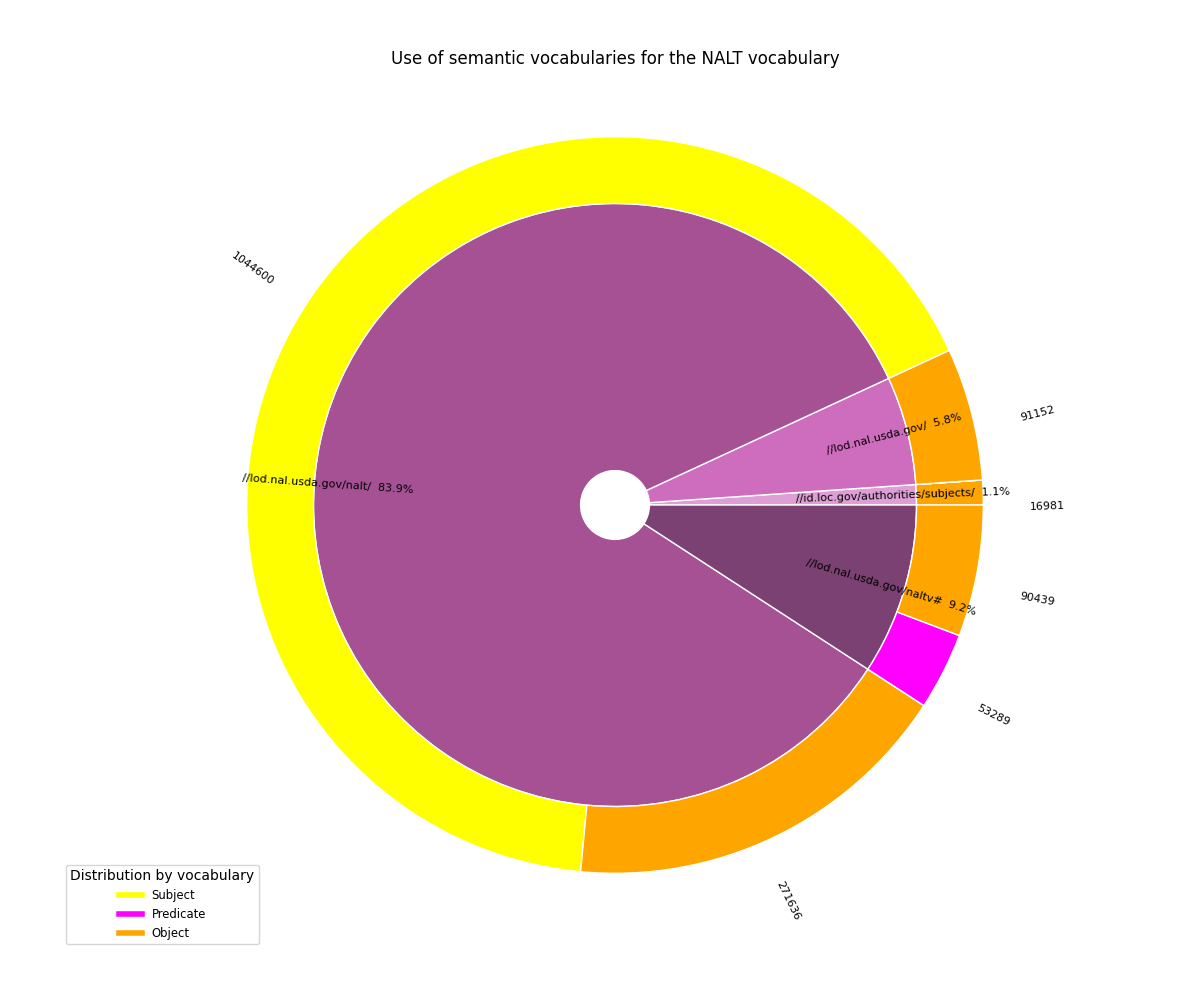 Use of semantic vocabularies for the NALT vocabulary
1044600
91152
//lod.nal.usda.gov/  5.8%
//lod.nal.usda.gov/nalt/  83.9%
//id.loc.gov/authorities/subjects/  1.1%
16981
//lod.nal.usda.gov/naltv#  9.2%
90439
53289
271636
Distribution by vocabulary
Subject
Predicate
Object